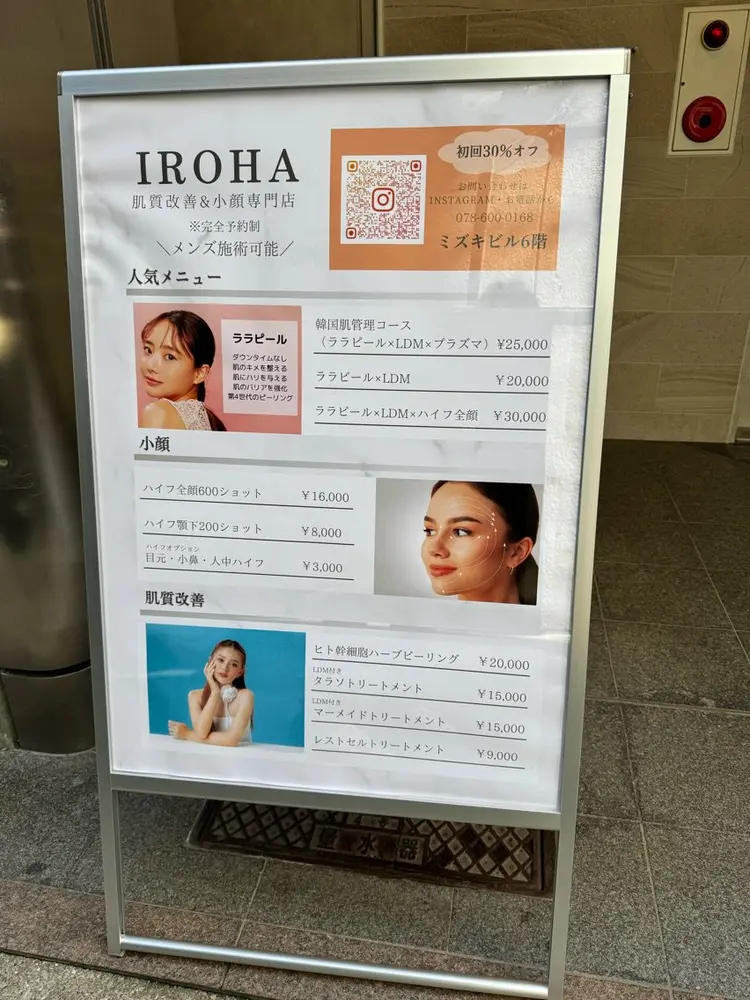 IROHA
肌質改善&小顔専門店
※完全予約制
＼メンズ施術可能／
初回30%オフ
お問い合わせは
INSTAGRAM・お電話から
078-600-0168
ミズキビル6階
人気メニュー
ララピール
ダウンタイムなし
肌のキメを整える
肌にハリを与える
肌のバリアを強化
第4世代のピーリング
韓国肌管理コース
（ララピール×LDM×プラズマ）¥25,000
ララピール×LDM ¥20,000
ララピール×LDM×ハイフ全顔 ¥30,000
小顔
ハイフ全顔600ショット ¥16,000
ハイフ顎下200ショット ¥8,000
ハイフオプション
目元・小鼻・人中ハイフ ¥3,000
肌質改善
ヒト幹細胞ハーブピーリング ¥20,000
LDM付き
タラソトリートメント ¥15,000
LDM付き
マーメイドトリートメント ¥15,000
レストセルトリートメント ¥9,000
量水器